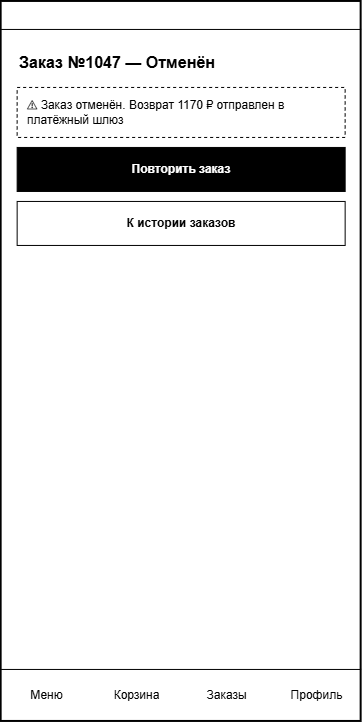 Заказ №1047 — Отменён
⚠ Заказ отменён. Возврат 1170 ₽ отправлен в
платёжный шлюз
Повторить заказ
К истории заказов
Меню Корзина Заказы Профиль